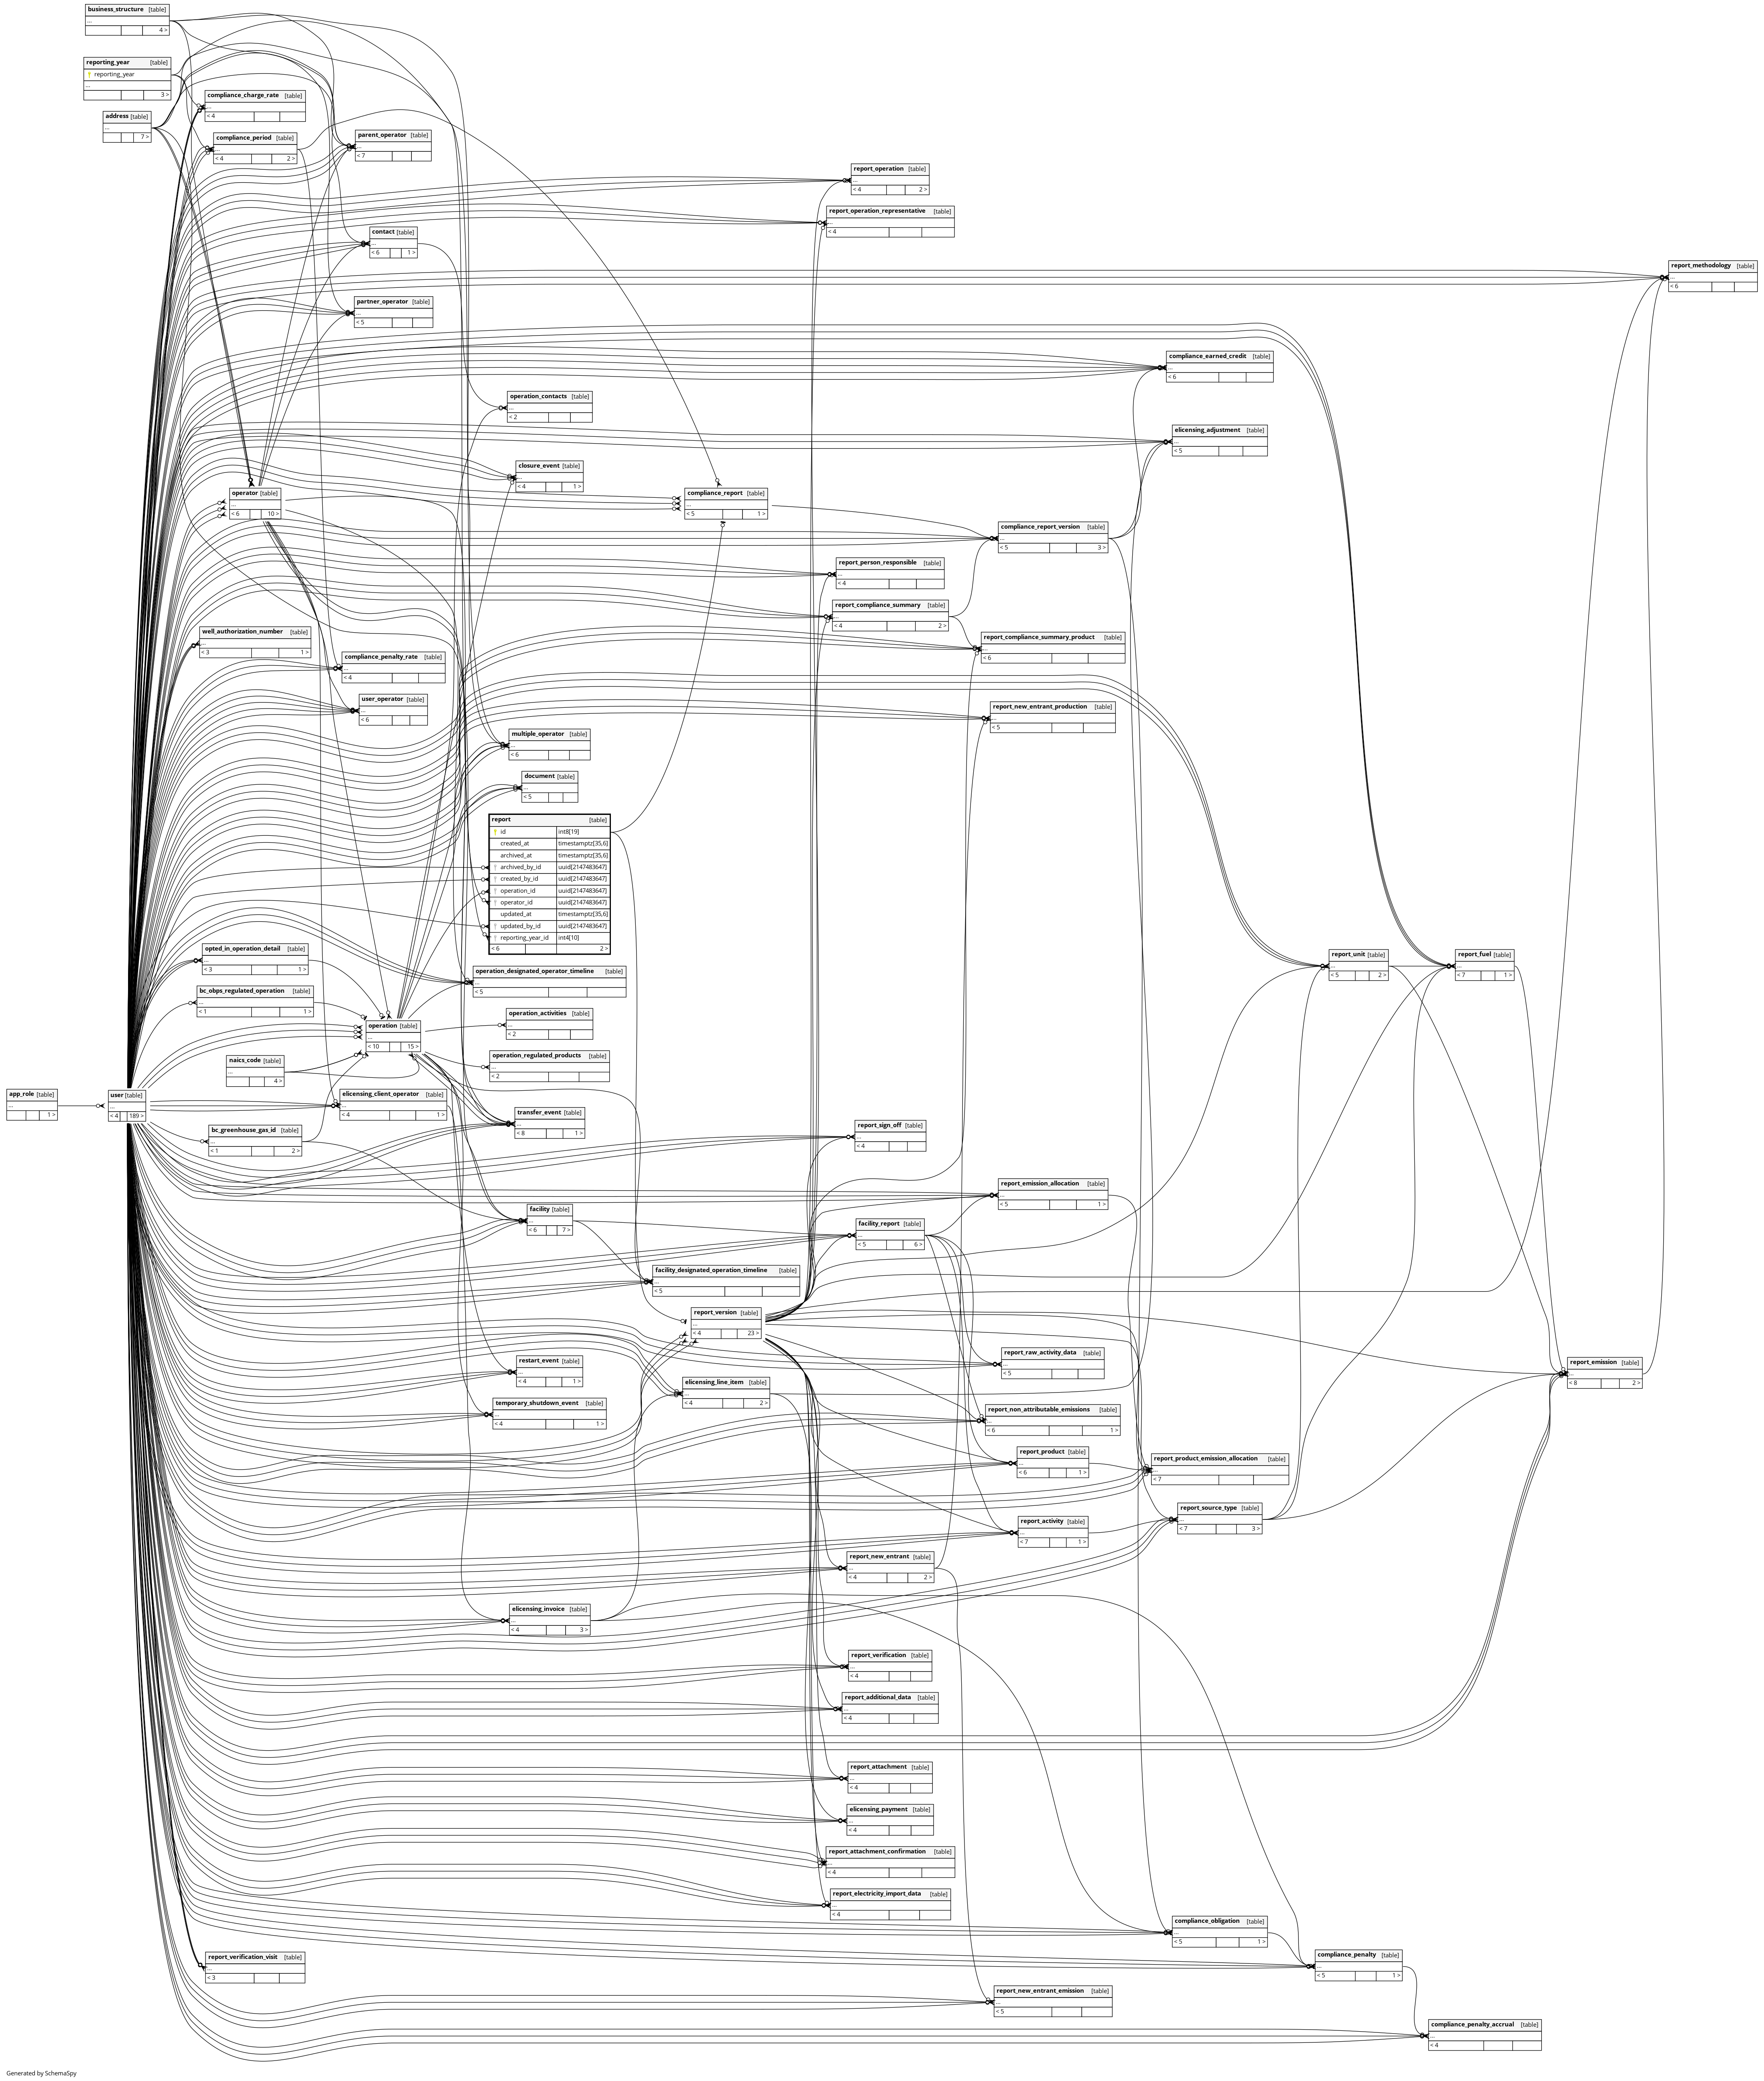 business_structure [table]
...
4 >
reporting_year [table]
reporting_year
...
3 >
compliance_charge_rate [table]
...
< 4
address [table]
...
7 >
compliance_period [table]
...
< 4 2 >
parent_operator [table]
...
< 7
report_operation [table]
...
< 4 2 >
report_operation_representative [table]
...
< 4
contact [table]
...
< 6 1 >
report_methodology [table]
...
< 6
partner_operator [table]
...
< 5
compliance_earned_credit [table]
...
< 6
operation_contacts [table]
...
< 2
elicensing_adjustment [table]
...
< 5
closure_event [table]
...
< 4 1 >
operator [table]
...
< 6 10 >
compliance_report [table]
...
< 5 1 >
compliance_report_version [table]
...
< 5 3 >
report_person_responsible [table]
...
< 4
report_compliance_summary [table]
...
< 4 2 >
well_authorization_number [table]
...
< 3 1 >
report_compliance_summary_product [table]
...
< 6
compliance_penalty_rate [table]
...
< 4
user_operator [table]
...
< 6
report_new_entrant_production [table]
...
< 5
multiple_operator [table]
...
< 6
document [table]
...
< 5
report [table]
id int8[19]
created_at timestamptz[35,6]
archived_at timestamptz[35,6]
archived_by_id uuid[2147483647]
created_by_id uuid[2147483647]
operation_id uuid[2147483647]
operator_id uuid[2147483647]
updated_at timestamptz[35,6]
updated_by_id uuid[2147483647]
reporting_year_id int4[10]
< 6 2 >
opted_in_operation_detail [table]
...
< 3 1 >
report_unit [table]
...
< 5 2 >
report_fuel [table]
...
< 7 1 >
operation_designated_operator_timeline [table]
...
< 5
bc_obps_regulated_operation [table]
...
< 1 1 >
operation_activities [table]
...
< 2
operation [table]
...
< 10 15 >
operation_regulated_products [table]
...
< 2
naics_code [table]
...
4 >
app_role [table]
...
1 >
user [table]
...
< 4 189 >
elicensing_client_operator [table]
...
< 4 1 >
transfer_event [table]
...
< 8 1 >
bc_greenhouse_gas_id [table]
...
< 1 2 >
report_sign_off [table]
...
< 4
report_emission_allocation [table]
...
< 5 1 >
facility [table]
...
< 6 7 >
facility_report [table]
...
< 5 6 >
facility_designated_operation_timeline [table]
...
< 5
report_version [table]
...
< 4 23 >
report_raw_activity_data [table]
...
< 5
restart_event [table]
...
< 4 1 >
report_emission [table]
...
< 8 2 >
elicensing_line_item [table]
...
< 4 2 >
temporary_shutdown_event [table]
...
< 4 1 >
report_non_attributable_emissions [table]
...
< 6 1 >
report_product [table]
...
< 6 1 >
report_product_emission_allocation [table]
...
< 7
report_source_type [table]
...
< 7 3 >
report_activity [table]
...
< 7 1 >
report_new_entrant [table]
...
< 4 2 >
elicensing_invoice [table]
...
< 4 3 >
report_verification [table]
...
< 4
report_additional_data [table]
...
< 4
report_attachment [table]
...
< 4
elicensing_payment [table]
...
< 4
report_attachment_confirmation [table]
...
< 4
report_electricity_import_data [table]
...
< 4
compliance_obligation [table]
...
< 5 1 >
report_verification_visit [table]
...
< 3
compliance_penalty [table]
...
< 5 1 >
report_new_entrant_emission [table]
...
< 5
compliance_penalty_accrual [table]
...
< 4
Generated by SchemaSpy